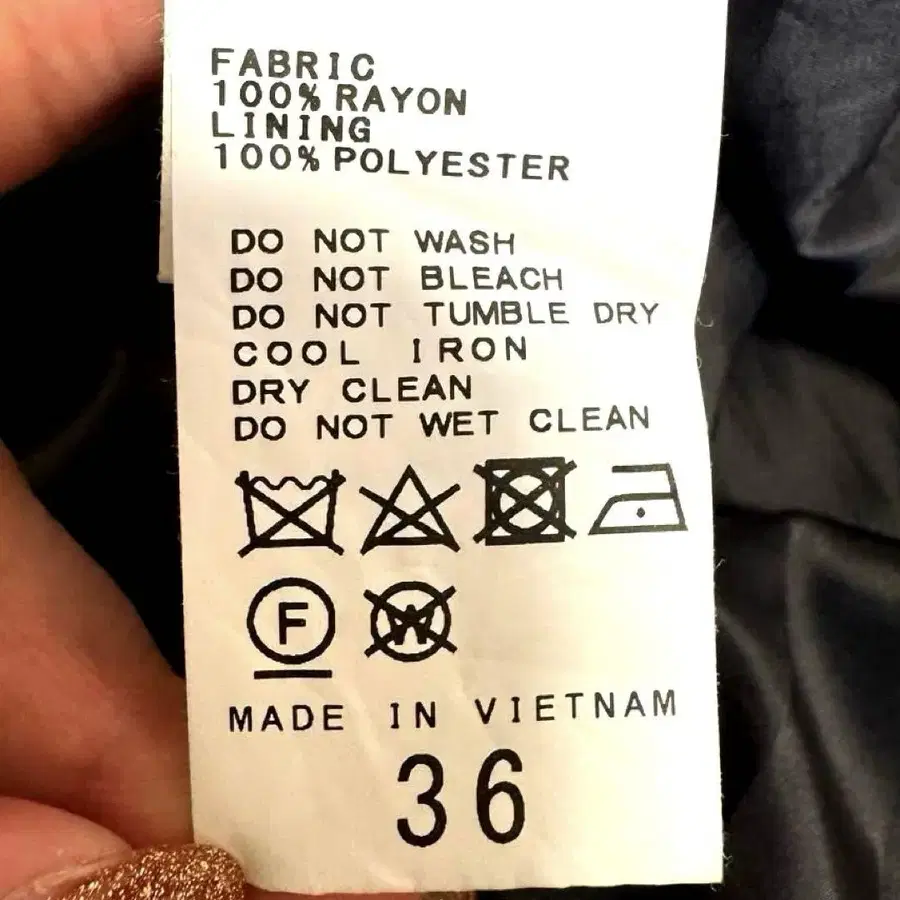 FABRIC
100% RAYON
LINING
100% POLYESTER
DO NOT WASH
DO NOT BLEACH
DO NOT TUMBLE DRY
COOL IRON
DRY CLEAN
DO NOT WET CLEAN
F W
MADE IN VIETNAM
36